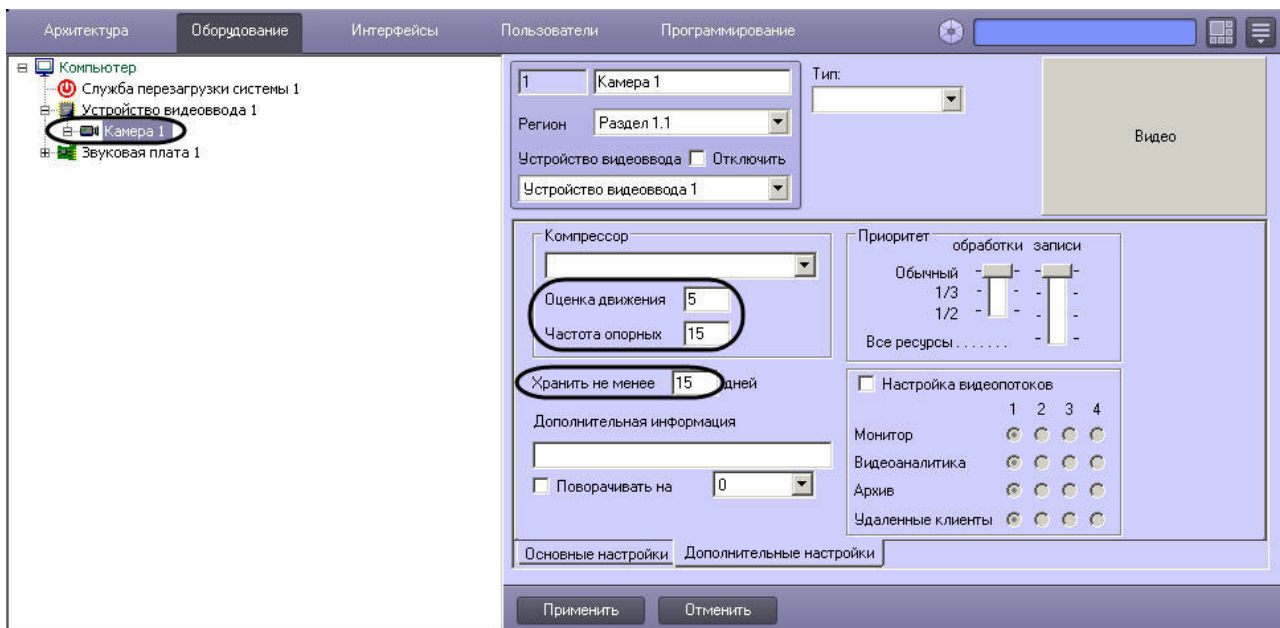 Архитектура Оборудование Интерфейсы Пользователи Программирование
Компьютер
Служба перезагрузки системы 1
Устройство видеоввода 1
Камера 1
Звуковая плата 1
1 Камера 1
Тип:
Регион Раздел 1.1
Устройство видеоввода Отключить
Устройство видеоввода 1
Видео
Компрессор
Оценка движения 5
Частота опорных 15
Хранить не менее 15 дней
Дополнительная информация
Поворачивать на 0
Приоритет обработки записи
Обычный
1/3
1/2
Все ресурсы.......
Настройка видеопотоков
1 2 3 4
Монитор
Видеоаналитика
Архив
Удаленные клиенты
Основные настройки Дополнительные настройки
Применить Отменить